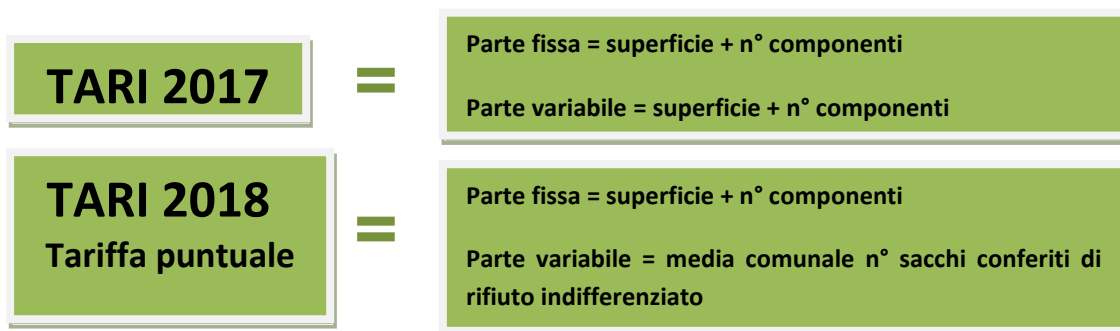 TARI 2017
=
Parte fissa = superficie + n° componenti
Parte variabile = superficie + n° componenti
TARI 2018
Tariffa puntuale
=
Parte fissa = superficie + n° componenti
Parte variabile = media comunale n° sacchi conferiti di
rifiuto indifferenziato